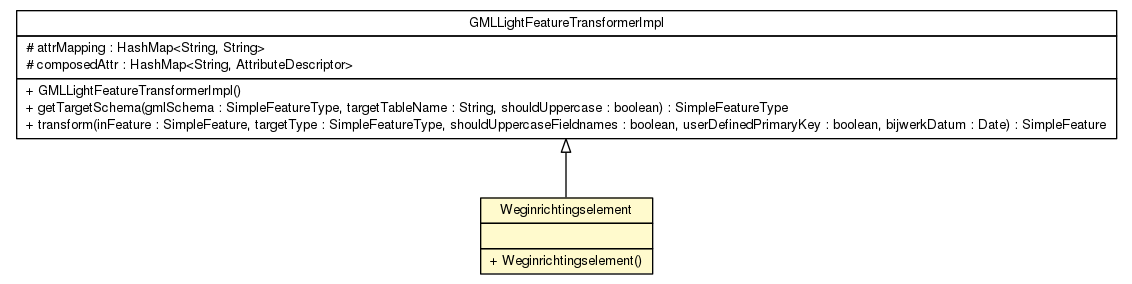 GMLLightFeatureTransformerImpl
# attrMapping : HashMap<String, String>
# composedAttr : HashMap<String, AttributeDescriptor>
+ GMLLightFeatureTransformerImpl()
+ getTargetSchema(gmlSchema : SimpleFeatureType, targetTableName : String, shouldUppercase : boolean) : SimpleFeatureType
+ transform(inFeature : SimpleFeature, targetType : SimpleFeatureType, shouldUppercaseFieldnames : boolean, userDefinedPrimaryKey : boolean, bijwerkDatum : Date) : SimpleFeature
Weginrichtingselement
+ Weginrichtingselement()